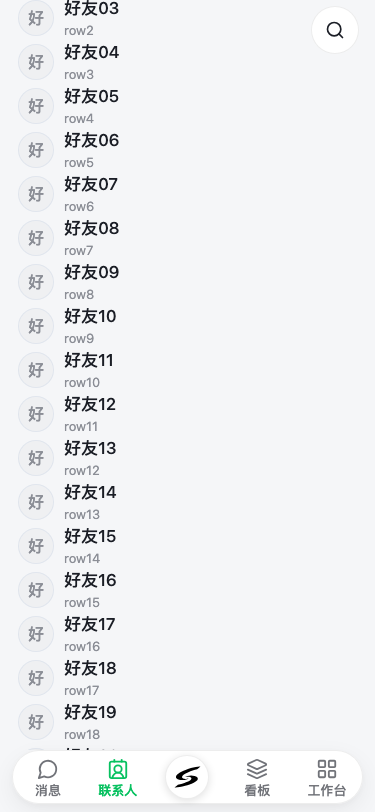 好友03
好
row2
好友04
好
row3
好友05
好
row4
好友06
好
row5
好友07
好
row6
好友08
好
row7
好友09
好
row8
好友10
好
row9
好友11
好
row10
好友12
好
row11
好友13
好
row12
好友14
好
row13
好友15
好
row14
好友16
好
row15
好友17
好
row16
好友18
好
row17
好友19
好
row18
消息
联系人
看板
工作台